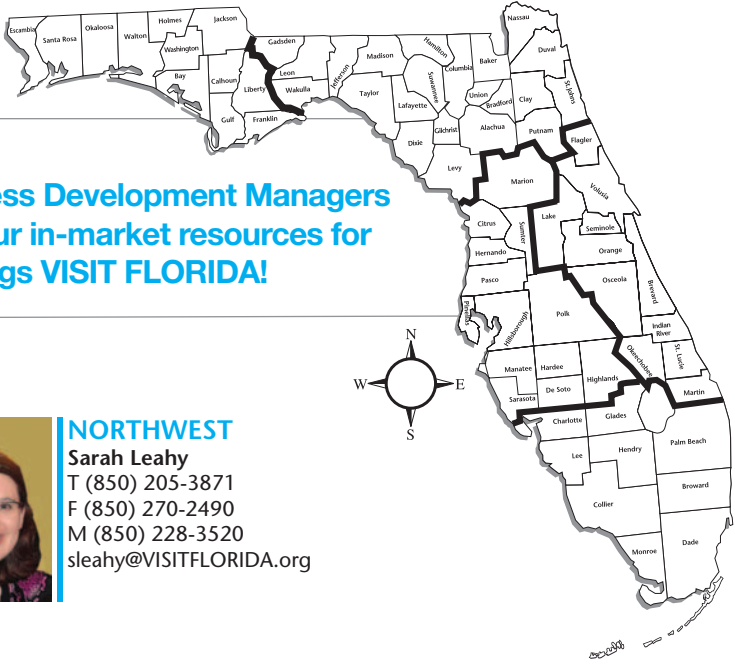 Escambia
Santa Rosa
Okaloosa
Walton
Holmes
Washington
Jackson
Bay
Calhoun
Gulf
Liberty
Franklin
Gadsden
Leon
Wakulla
Jefferson
Madison
Taylor
Hamilton
Suwannee
Lafayette
Dixie
Columbia
Gilchrist
Levy
Baker
Union
Bradford
Alachua
Nassau
Duval
Clay
St. Johns
Putnam
Flagler
Marion
Volusia
Citrus
Sumter
Lake
Hernando
Pasco
Seminole
Orange
Osceola
Brevard
Pinellas
Hillsborough
Polk
Indian
River
Okeechobee
St. Lucie
Manatee
Hardee
Highlands
De Soto
Sarasota
Martin
Charlotte
Glades
Lee
Hendry
Palm Beach
Collier
Broward
Monroe
Dade
ess Development Managers
ur in-market resources for
gs VISIT FLORIDA!
N
W
E
S
NORTHWEST
Sarah Leahy
T (850) 205-3871
F (850) 270-2490
M (850) 228-3520
sleahy@VISITFLORIDA.org